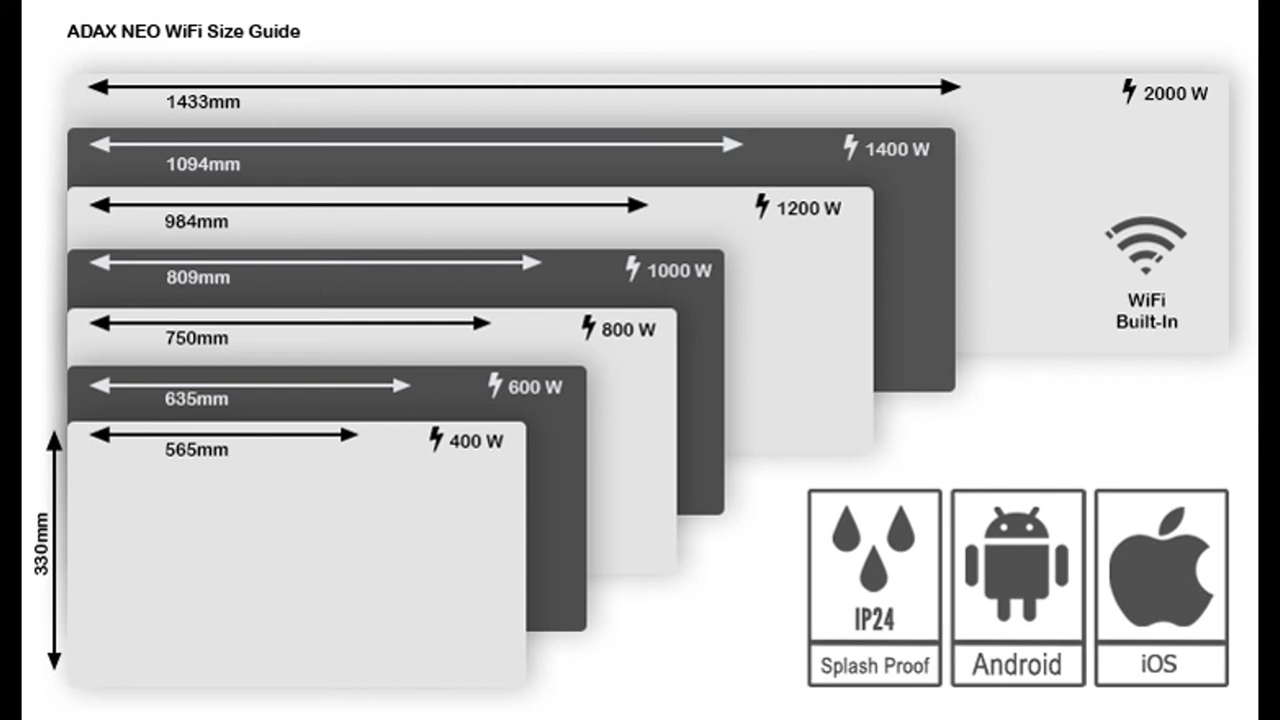 ADAX NEO WiFi Size Guide
1433mm
2000 W
1094mm
1400 W
984mm
1200 W
809mm
1000 W
750mm
800 W
635mm
600 W
565mm
400 W
330mm
WiFi
Built-In
IP24
Splash Proof
Android
iOS